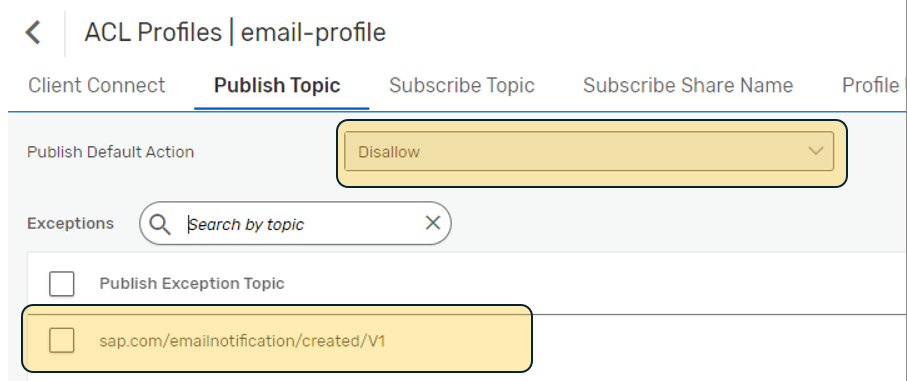 ACL Profiles | email-profile
Client Connect Publish Topic Subscribe Topic Subscribe Share Name Profile
Publish Default Action Disallow
Exceptions Search by topic
Publish Exception Topic
sap.com/emailnotification/created/V1